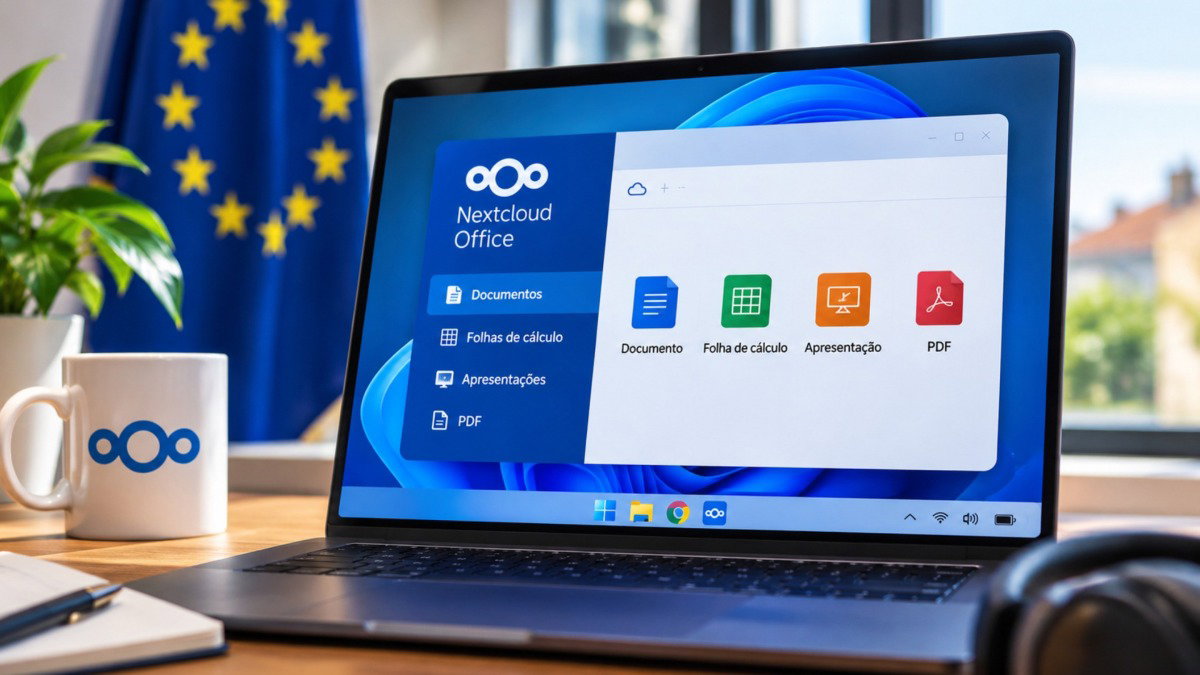 Nextcloud
Office
Documentos
Folhas de cálculo
Apresentações
PDF
Documento
Folha de cálculo
Apresentação
PDF